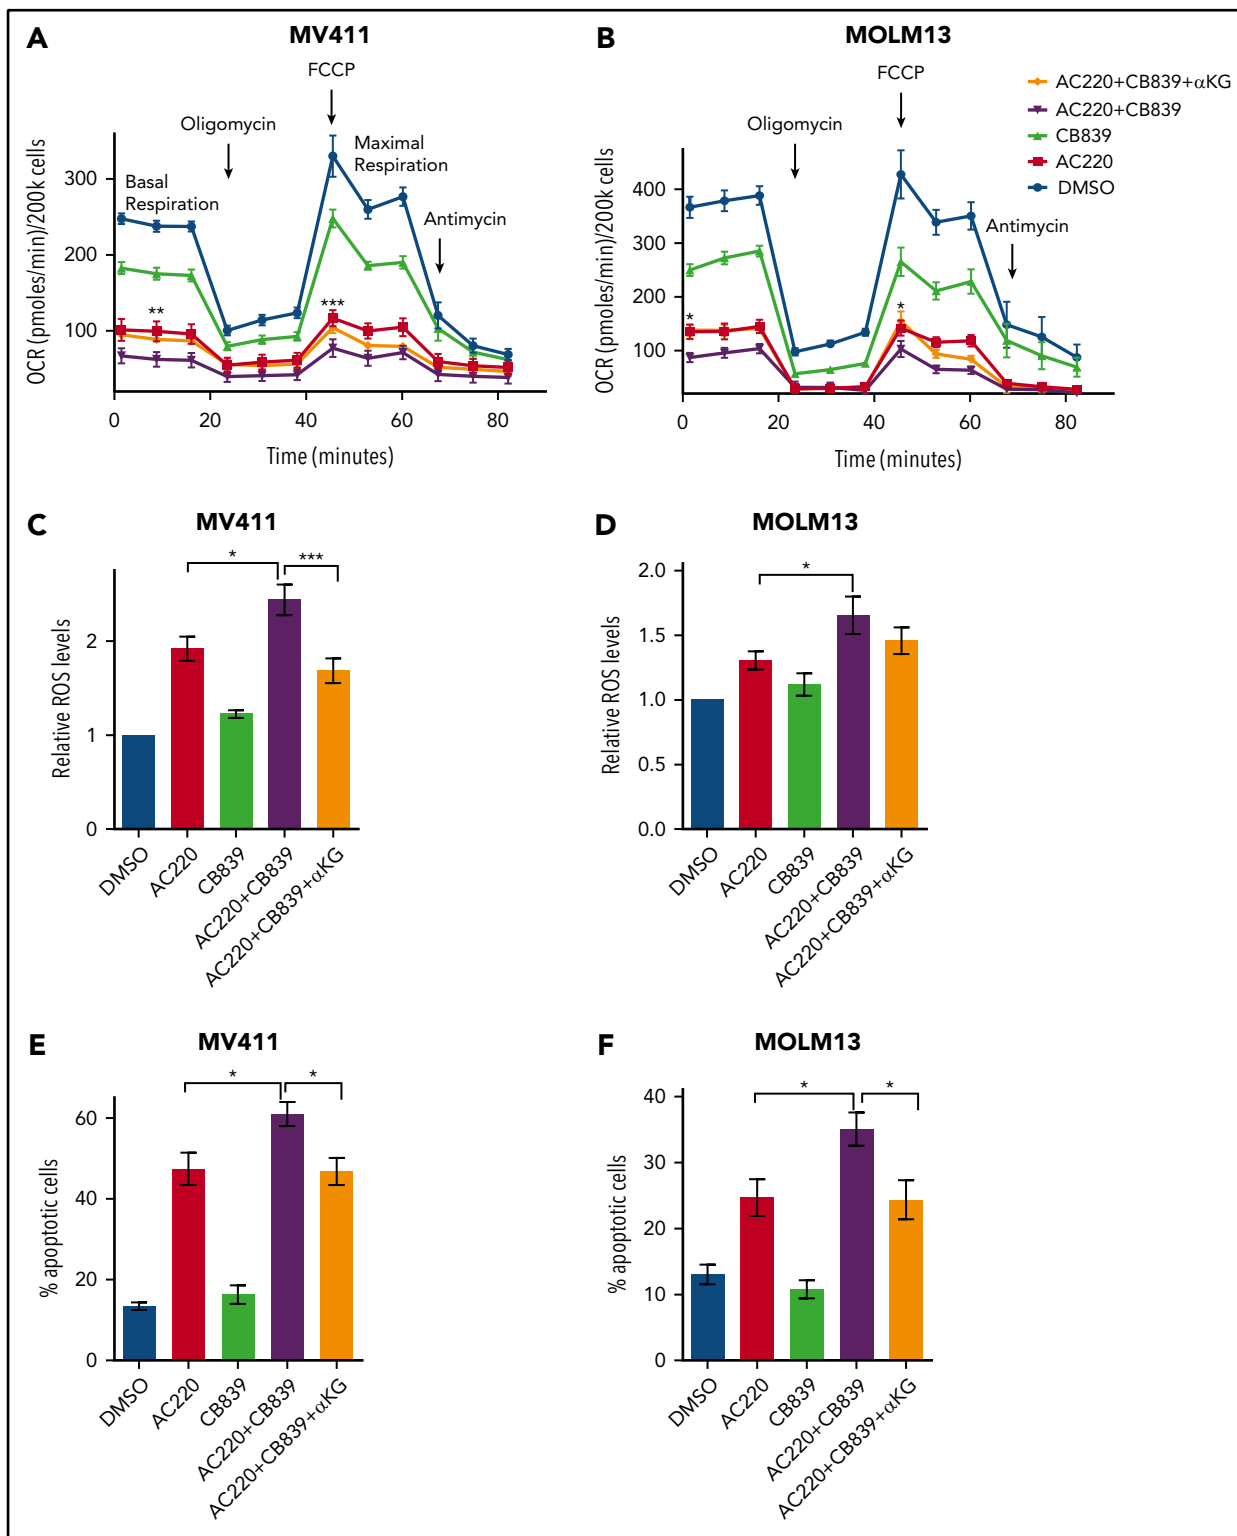 A
MV411
FCCP
Oligomycin
Maximal
Respiration
Basal
Respiration
Antimycin
OCR (pmoles/min)/200k cells
300
200
100
**
***
0
20
40
60
80
Time (minutes)
B
MOLM13
FCCP
Oligomycin
Antimycin
AC220+CB839+αKG
AC220+CB839
CB839
AC220
DMSO
OCR (pmoles/min)/200k cells
400
300
200
100
*
*
0
20
40
60
80
Time (minutes)
C
MV411
*
***
Relative ROS levels
2
1
0
DMSO
AC220
CB839
AC220+CB839
AC220+CB839+αKG
D
MOLM13
*
Relative ROS levels
2.0
1.5
1.0
0.5
0.0
DMSO
AC220
CB839
AC220+CB839
AC220+CB839+αKG
E
MV411
*
*
% apoptotic cells
60
40
20
0
DMSO
AC220
CB839
AC220+CB839
AC220+CB839+αKG
F
MOLM13
*
*
% apoptotic cells
40
30
20
10
0
DMSO
AC220
CB839
AC220+CB839
AC220+CB839+αKG